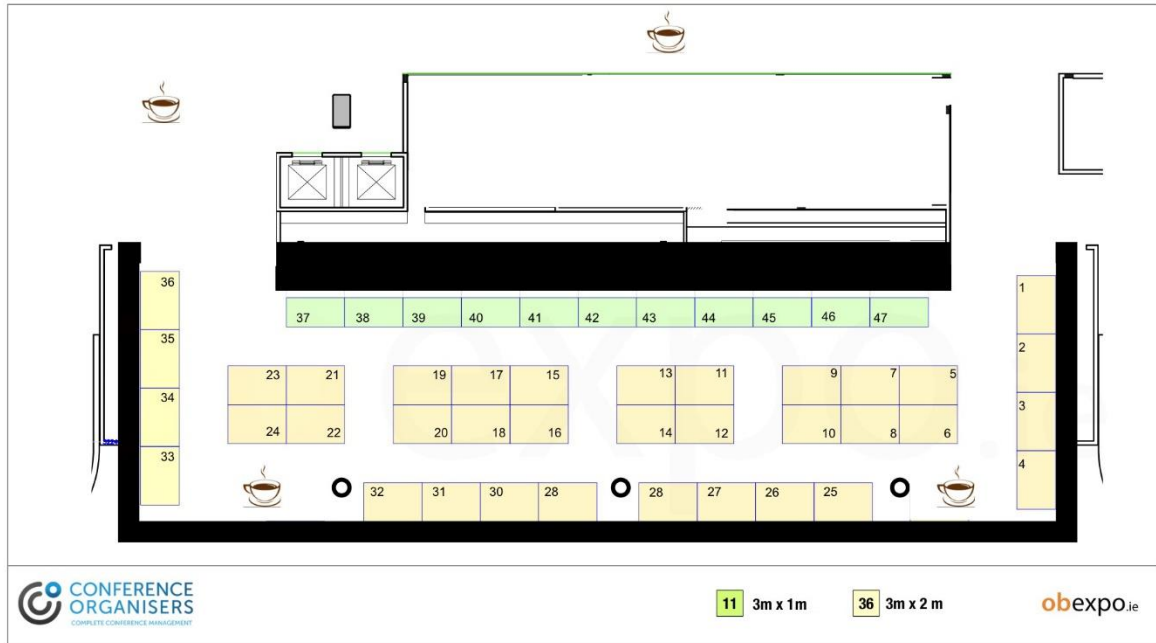 36
1
37 38 39 40 41 42 43 44 45 46 47
35
2
expo.ie
23 21 19 17 15 13 11 9 7 5
34
3
24 22 20 18 16 14 12 10 8 6
33
4
32 31 30 28 28 27 26 25
CONFERENCE
ORGANISERS
COMPLETE CONFERENCE MANAGEMENT
11 3m x 1m
36 3m x 2 m
obexpo.ie